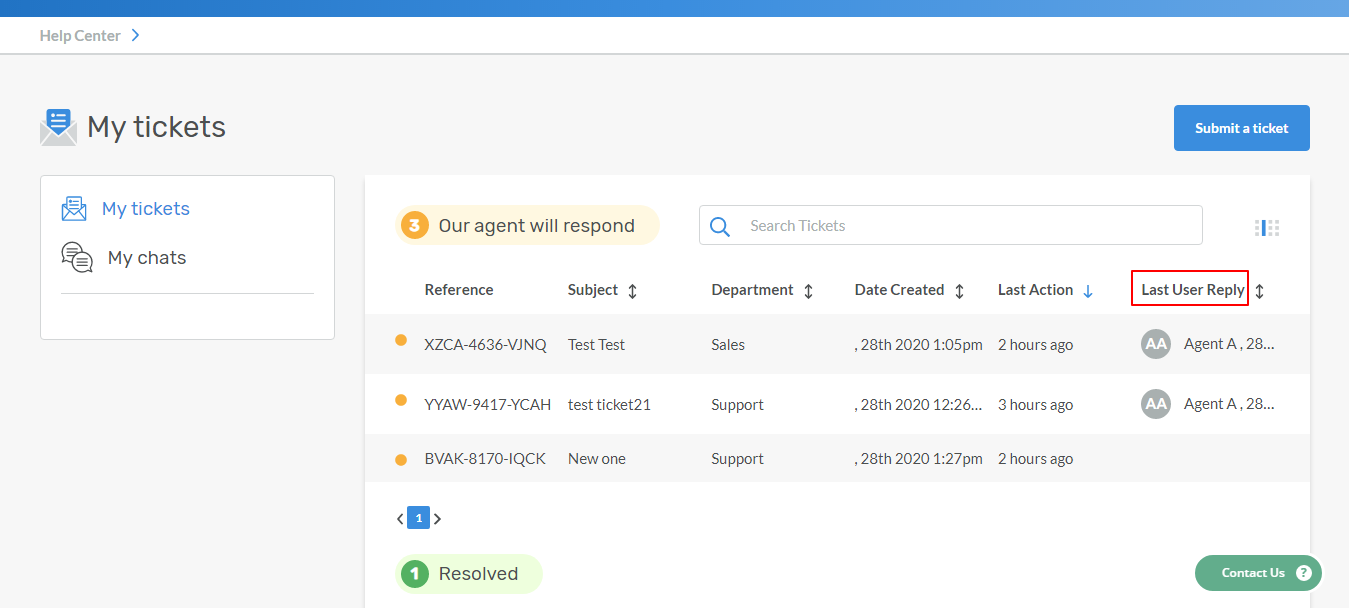 Help Center
My tickets
Submit a ticket
My tickets
My chats
3 Our agent will respond
Search Tickets
Reference Subject Department Date Created Last Action Last User Reply
XZCA-4636-VJNQ Test Test Sales , 28th 2020 1:05pm 2 hours ago AA Agent A , 28...
YYAW-9417-YCAH test ticket21 Support , 28th 2020 12:26... 3 hours ago AA Agent A , 28...
BVAK-8170-IQCK New one Support , 28th 2020 1:27pm 2 hours ago
1
1 Resolved
Contact Us ?